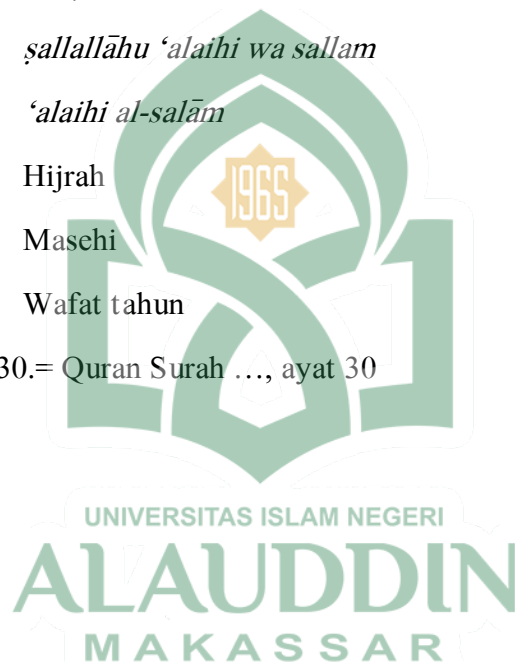 ṣallallāhu ‘alaihi wa sallam
‘alaihi al-salām
Hijrah
1965
Masehi
Wafat tahun
30.= Quran Surah …, ayat 30
UNIVERSITAS ISLAM NEGERI
ALAUDDIN
MAKASSAR